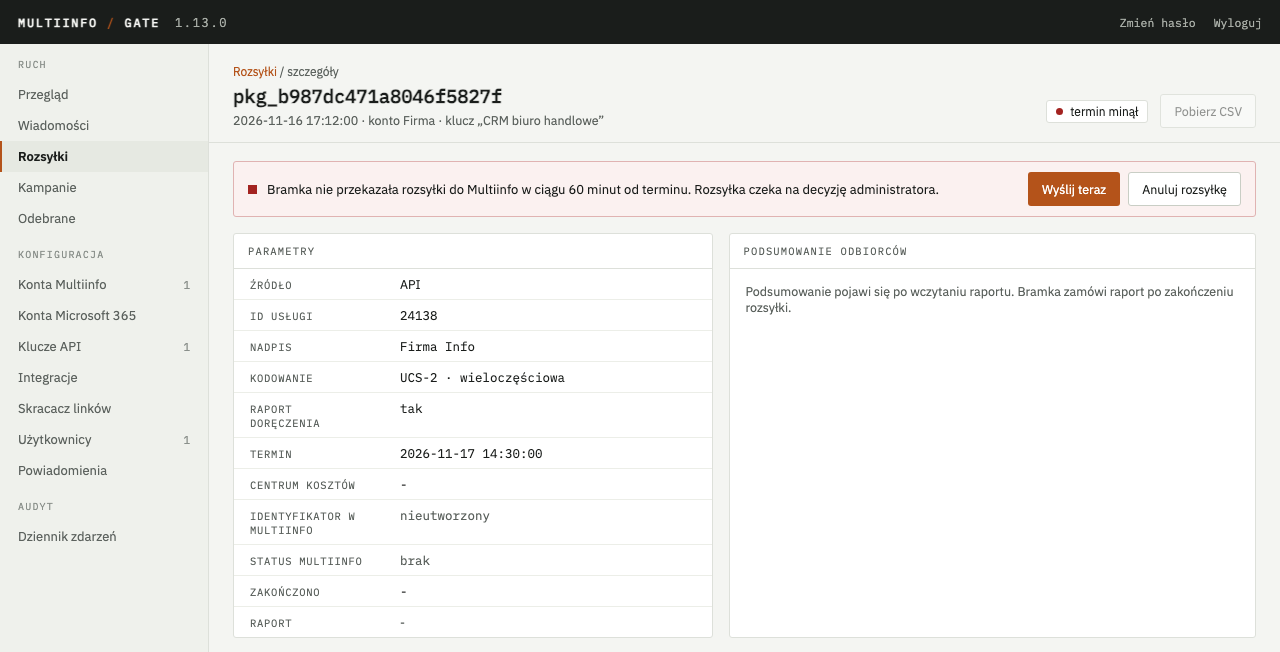 MULTIINFO / GATE 1.13.0
Zmień hasło Wyloguj
RUCH
Przegląd
Wiadomości
Rozsyłki
Kampanie
Odebrane
KONFIGURACJA
Konta Multiinfo 1
Konta Microsoft 365
Klucze API 1
Integracje
Skracacz linków
Użytkownicy 1
Powiadomienia
AUDYT
Dziennik zdarzeń
Rozsyłki / szczegóły
pkg_b987dc471a8046f5827f
2026-11-16 17:12:00 · konto Firma · klucz „CRM biuro handlowe”
termin minął
Pobierz CSV
Bramka nie przekazała rozsyłki do Multiinfo w ciągu 60 minut od terminu. Rozsyłka czeka na decyzję administratora.
Wyślij teraz
Anuluj rozsyłkę
PARAMETRY
ŹRÓDŁO API
ID USŁUGI 24138
NADPIS Firma Info
KODOWANIE UCS-2 · wieloczęściowa
RAPORT tak
DORĘCZENIA
TERMIN 2026-11-17 14:30:00
CENTRUM KOSZTÓW -
IDENTYFIKATOR W nieutworzony
MULTIINFO
STATUS MULTIINFO brak
ZAKOŃCZONO -
RAPORT -
PODSUMOWANIE ODBIORCÓW
Podsumowanie pojawi się po wczytaniu raportu. Bramka zamówi raport po zakończeniu
rozsyłki.